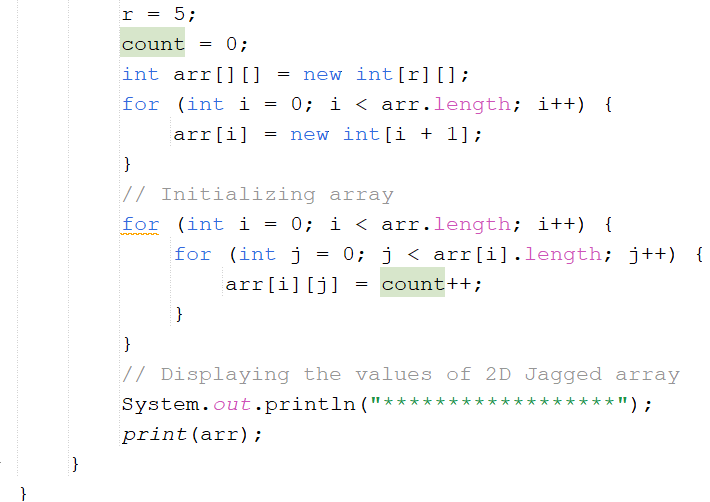 r = 5;
count = 0;
int arr[][] = new int[r][];
for (int i = 0; i < arr.length; i++) {
arr[i] = new int[i + 1];
}
// Initializing array
for (int i = 0; i < arr.length; i++) {
for (int j = 0; j < arr[i].length; j++) {
arr[i][j] = count++;
}
}
// Displaying the values of 2D Jagged array
System.out.println("******************");
print(arr);
}
}